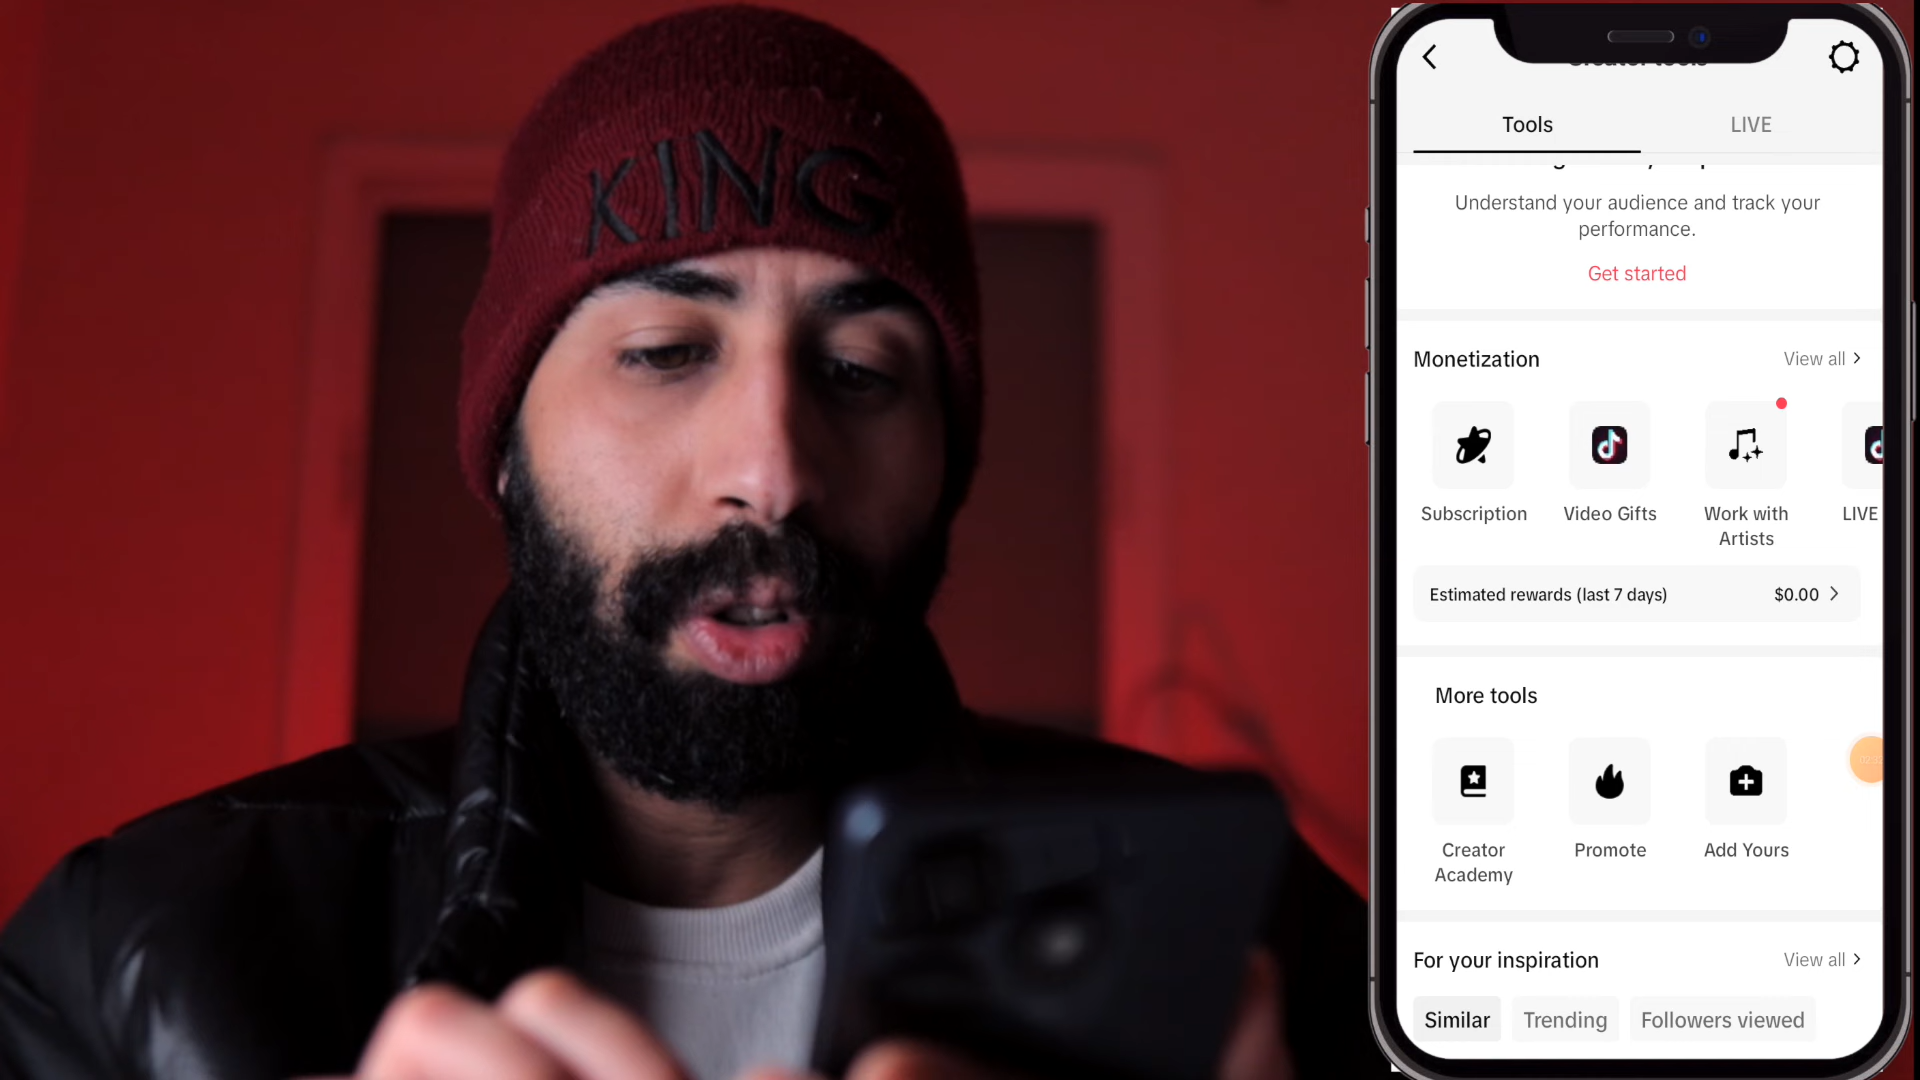 KING
Creator tools
Tools
LIVE
Understand your audience and track your
performance.
Get started
Monetization
View all
Subscription
Video Gifts
Work with
Artists
LIVE
Estimated rewards (last 7 days)
$0.00
More tools
Creator
Academy
Promote
Add Yours
For your inspiration
View all
Similar
Trending
Followers viewed